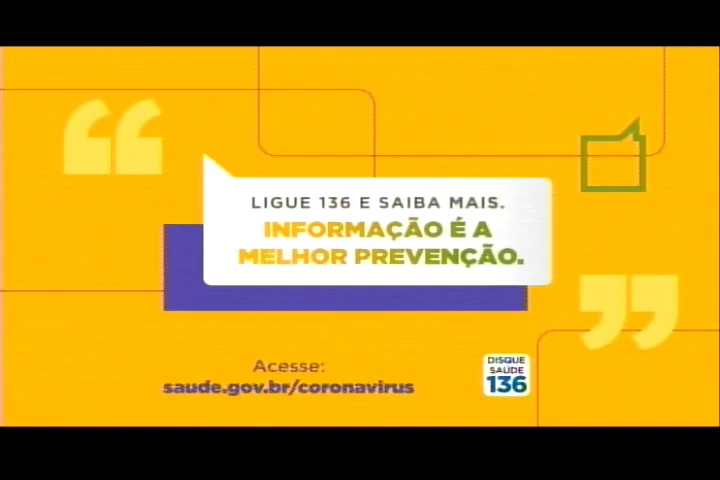 LIGUE 136 E SAIBA MAIS.
INFORMAÇÃO É A
MELHOR PREVENÇÃO.
Acesse:
saude.gov.br/coronavirus
DISQUE
SAÚDE
136